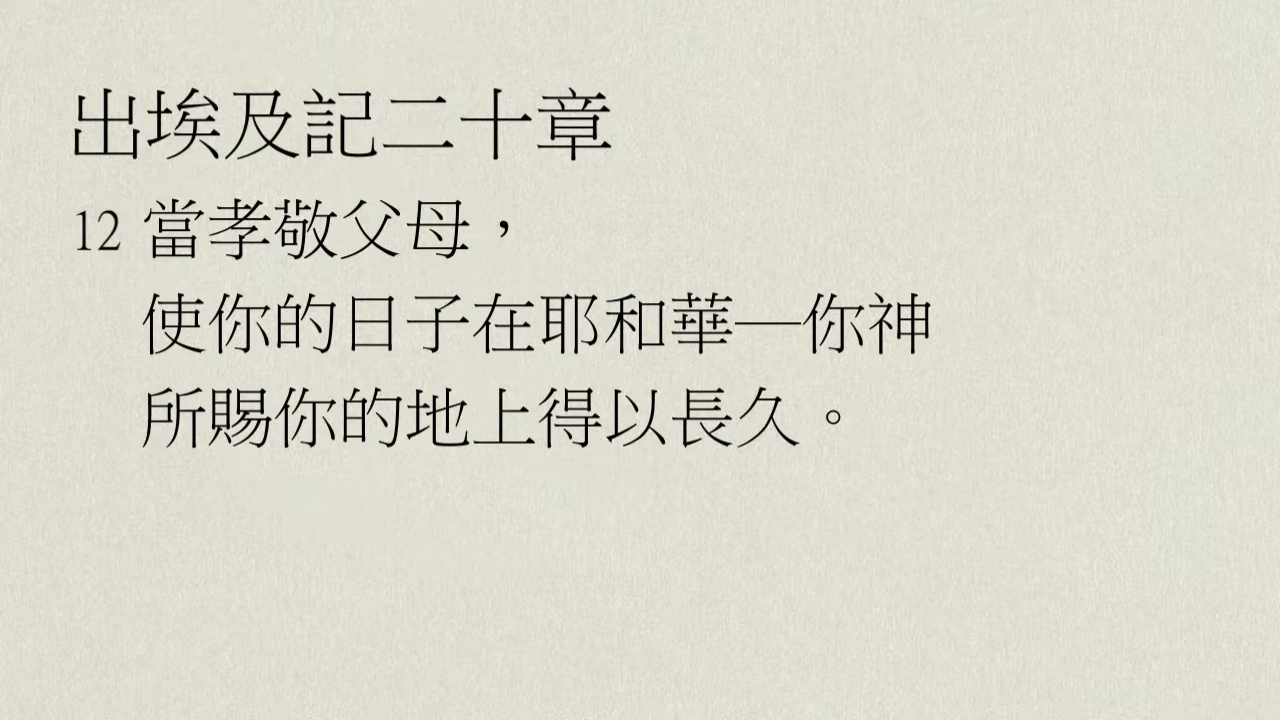 出埃及記二十章
12 當孝敬父母，
使你的日子在耶和華—你神
所賜你的地上得以長久。